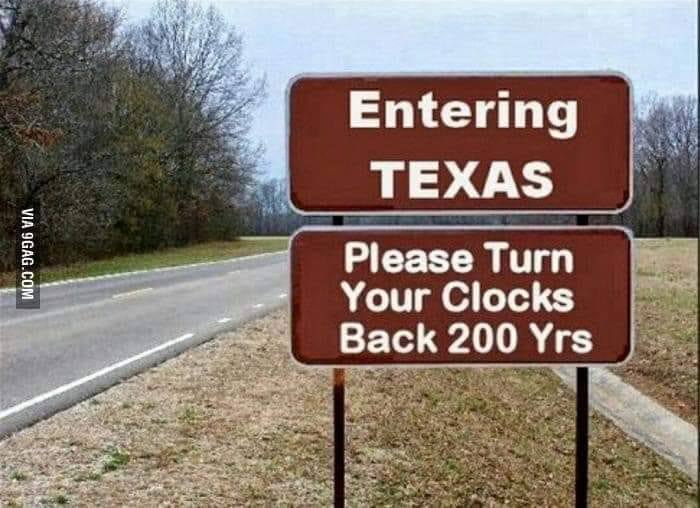 Entering
TEXAS
Please Turn
Your Clocks
Back 200 Yrs
VIA 9GAG.COM